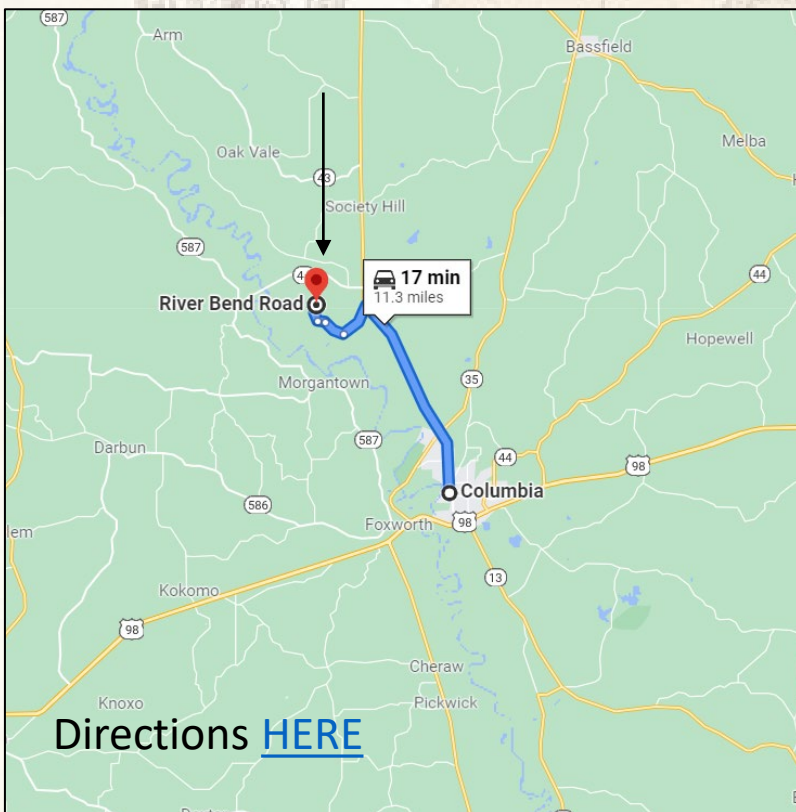 587
Arm
Bassfield
Melba
Oak Vale
43
Society Hill
587
44
17 min
11.3 miles
River Bend Road
Hopewell
Morgantown
35
587
Darbun
44
98
Columbia
586
98
Foxworth
13
Kokomo
98
Cheraw
Knoxo
Pickwick
Directions HERE